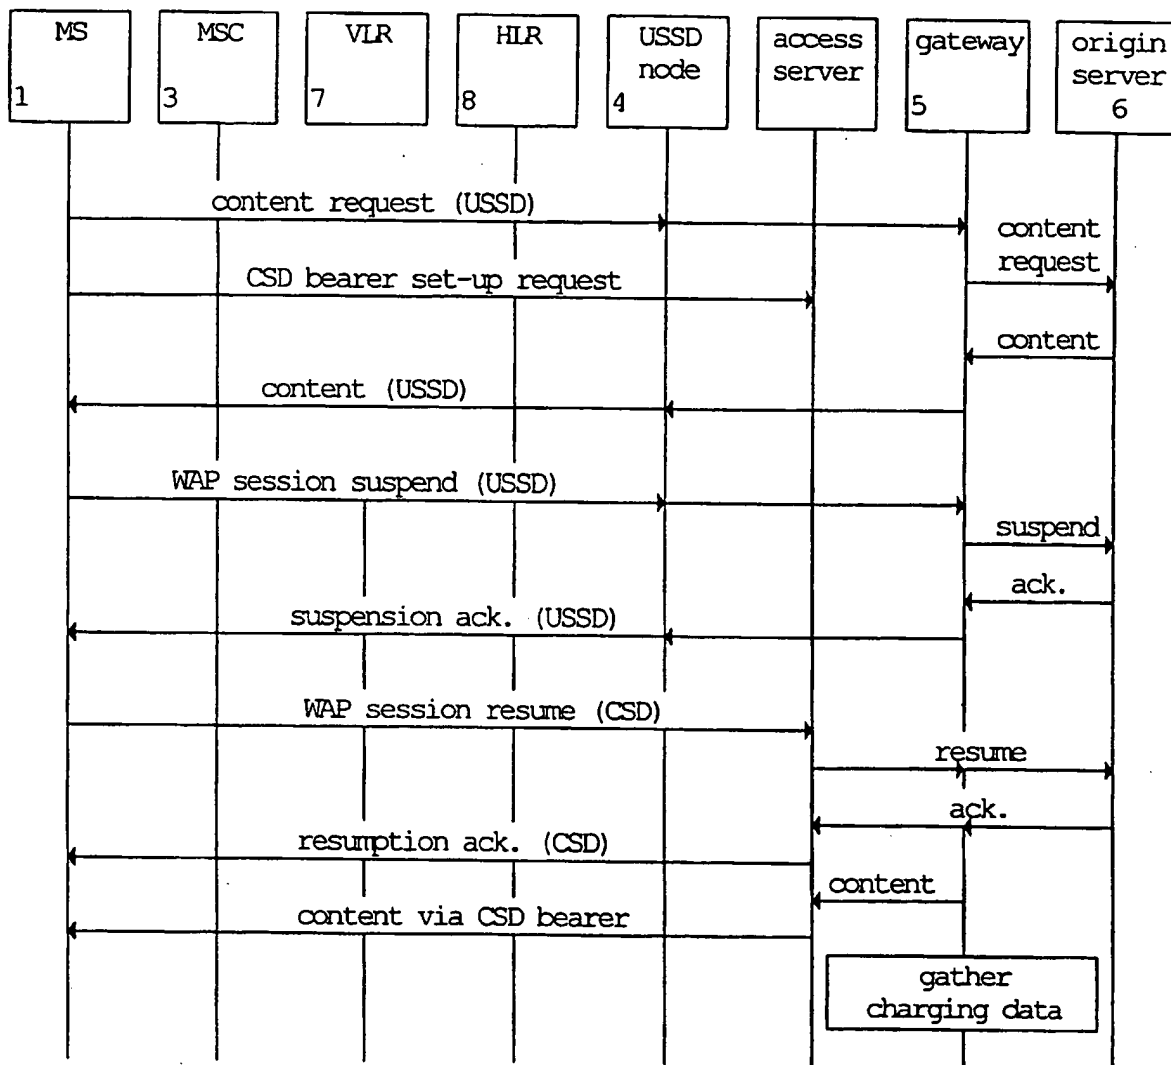 MS
1
MSC
3
VLR
7
HLR
8
USSD
node
4
access
server
gateway
5
origin
server
6
content request (USSD)
content
request
CSD bearer set-up request
content
content (USSD)
WAP session suspend (USSD)
suspend
ack.
suspension ack. (USSD)
WAP session resume (CSD)
resume
ack.
resumption ack. (CSD)
content
content via CSD bearer
gather
charging data